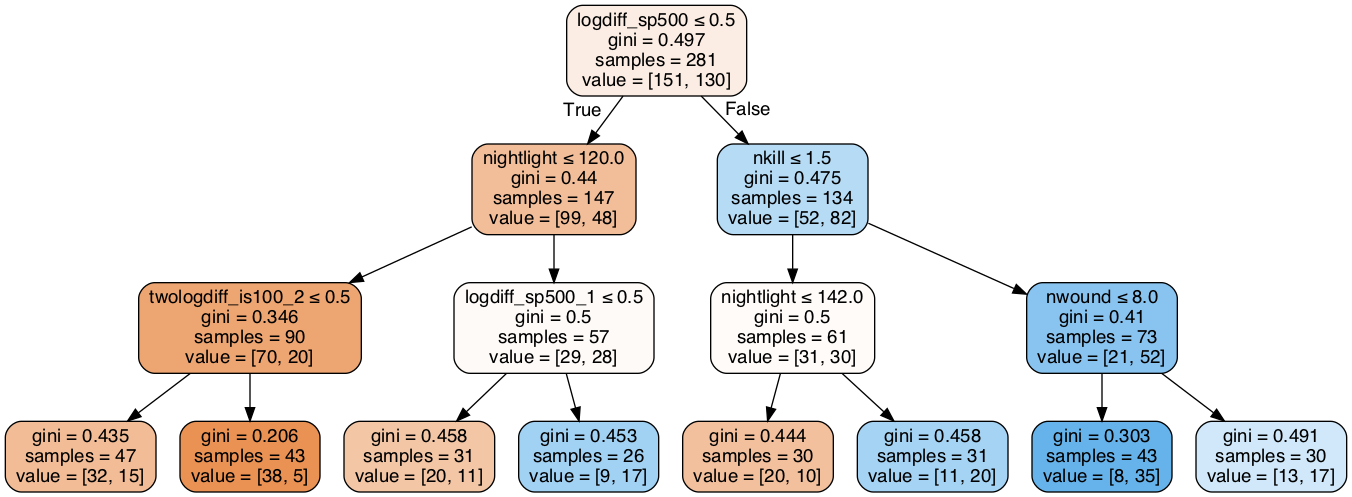 logdiff_sp500 ≤ 0.5
gini = 0.497
samples = 281
value = [151, 130]
True
False
nightlight ≤ 120.0
gini = 0.44
samples = 147
value = [99, 48]
nkill ≤ 1.5
gini = 0.475
samples = 134
value = [52, 82]
twologdiff_is100_2 ≤ 0.5
gini = 0.346
samples = 90
value = [70, 20]
logdiff_sp500_1 ≤ 0.5
gini = 0.5
samples = 57
value = [29, 28]
nightlight ≤ 142.0
gini = 0.5
samples = 61
value = [31, 30]
nwound ≤ 8.0
gini = 0.41
samples = 73
value = [21, 52]
gini = 0.435
samples = 47
value = [32, 15]
gini = 0.206
samples = 43
value = [38, 5]
gini = 0.458
samples = 31
value = [20, 11]
gini = 0.453
samples = 26
value = [9, 17]
gini = 0.444
samples = 30
value = [20, 10]
gini = 0.458
samples = 31
value = [11, 20]
gini = 0.303
samples = 43
value = [8, 35]
gini = 0.491
samples = 30
value = [13, 17]